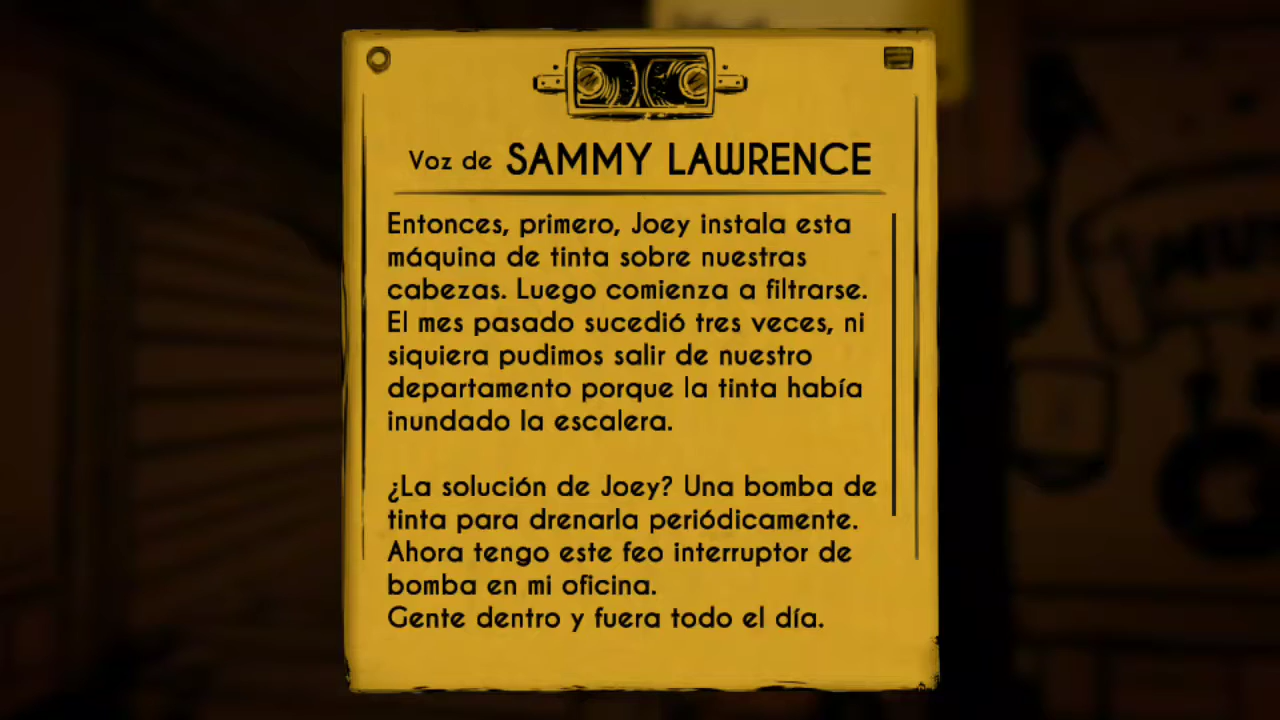 Voz de SAMMY LAWRENCE
Entonces, primero, Joey instala esta
máquina de tinta sobre nuestras
cabezas. Luego comienza a filtrarse.
El mes pasado sucedió tres veces, ni
siquiera pudimos salir de nuestro
departamento porque la tinta había
inundado la escalera.
¿La solución de Joey? Una bomba de
tinta para drenarla periódicamente.
Ahora tengo este feo interruptor de
bomba en mi oficina.
Gente dentro y fuera todo el día.